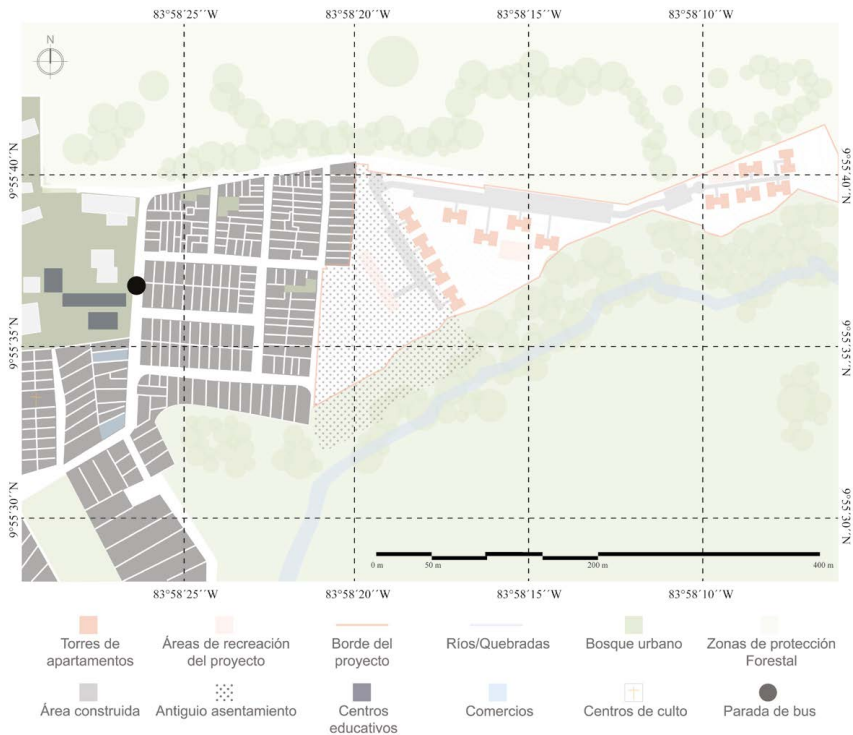 83°58´25´´W 83°58´20´´W 83°58´15´´W 83°58´10´´W
N
9°55´40´´N 9°55´40´´N
9°55´35´´N 9°55´35´´N
9°55´30´´N 9°55´30´´N
0 m 50 m 200 m 400 m
83°58´25´´W 83°58´20´´W 83°58´15´´W 83°58´10´´W
Torres de
apartamentos
Áreas de recreación
del proyecto
Borde del
proyecto
Ríos/Quebradas
Bosque urbano
Zonas de protección
Forestal
Área construida
Antiguio asentamiento
Centros
educativos
Comercios
Centros de culto
Parada de bus